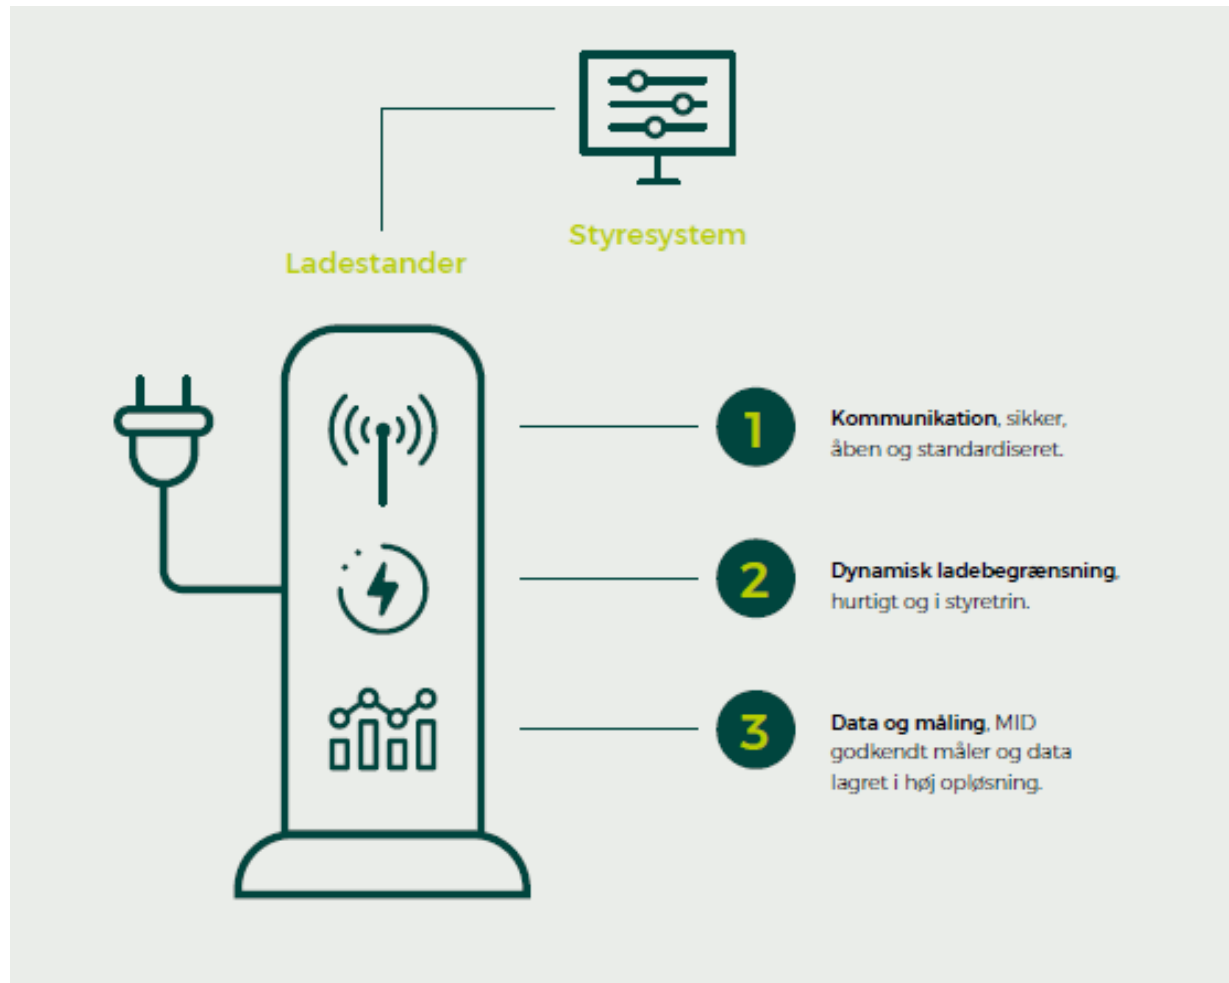 Styresystem
Ladestander
1
Kommunikation, sikker,
åben og standardiseret.
2
Dynamisk ladebegrænsning,
hurtigt og i styretrin.
3
Data og måling, MID
godkendt måler og data
lagret i høj opløsning.